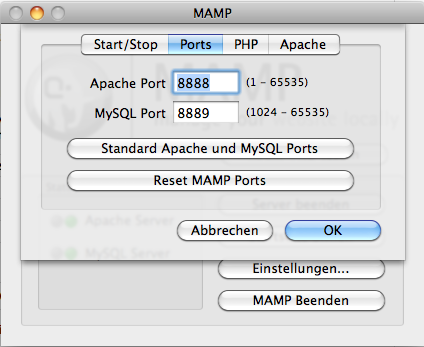 MAMP
Start/Stop Ports PHP Apache
Apache Port 8888 (1 - 65535)
MySQL Port 8889 (1024 - 65535)
Standard Apache und MySQL Ports
Reset MAMP Ports
Server beenden
Apache Server
Abbrechen OK
MySQL Server
Einstellungen...
MAMP Beenden